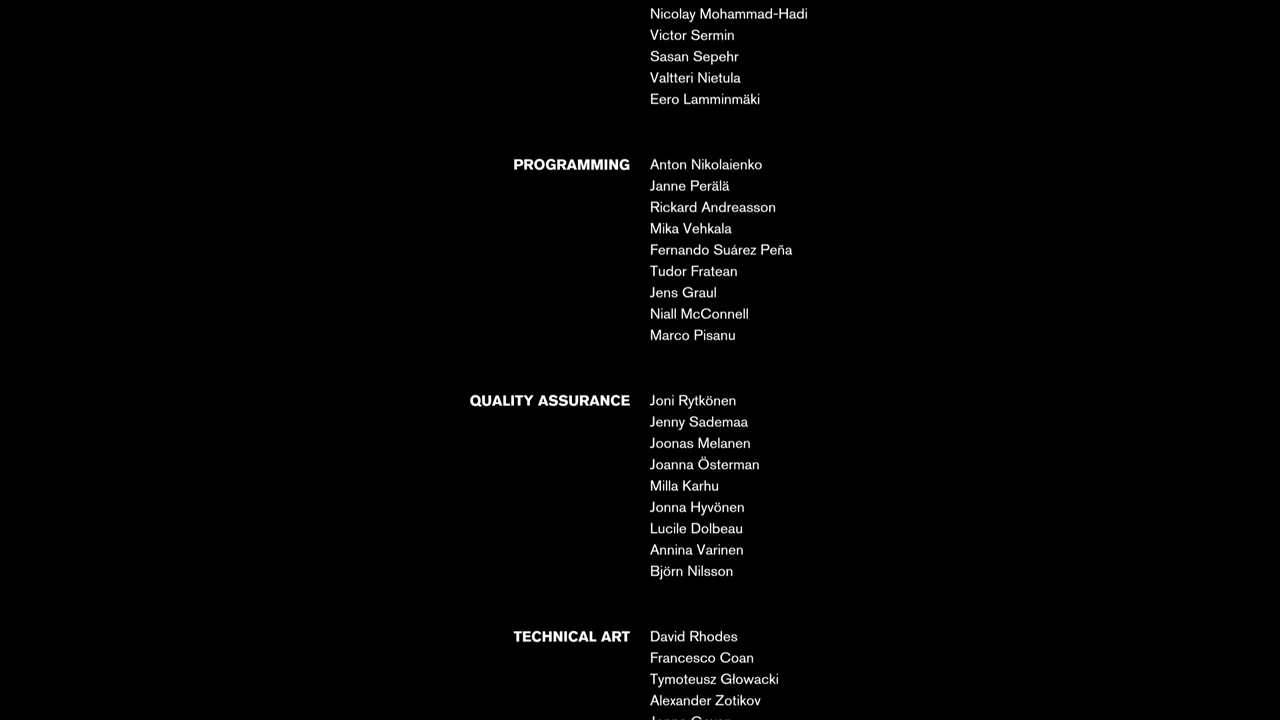 Nicolay Mohammad-Hadi
Victor Sermin
Sasan Sepehr
Valtteri Nietula
Eero Lamminmäki
PROGRAMMING Anton Nikolaienko
Janne Perälä
Rickard Andreasson
Mika Vehkala
Fernando Suárez Peña
Tudor Fratean
Jens Graul
Niall McConnell
Marco Pisanu
QUALITY ASSURANCE Joni Rytkönen
Jenny Sademaa
Joonas Melanen
Joanna Österman
Milla Karhu
Jonna Hyvönen
Lucile Dolbeau
Annina Varinen
Björn Nilsson
TECHNICAL ART David Rhodes
Francesco Coan
Tymoteusz Głowacki
Alexander Zotikov